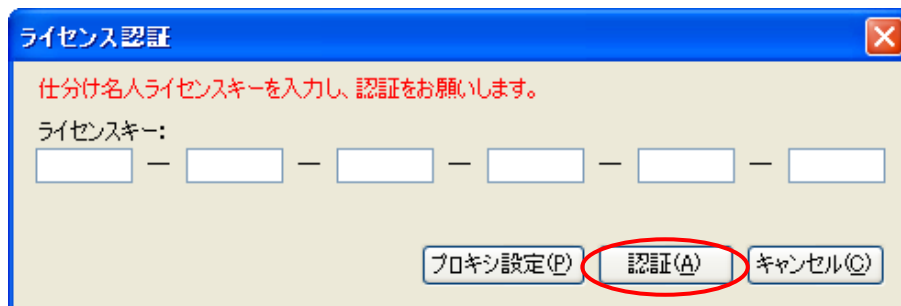 ライセンス認証
仕分け名人ライセンスキーを入力し、認証をお願いします。
ライセンスキー:
― ― ― ― ―
プロキシ設定(P) 認証(A) キャンセル(C)